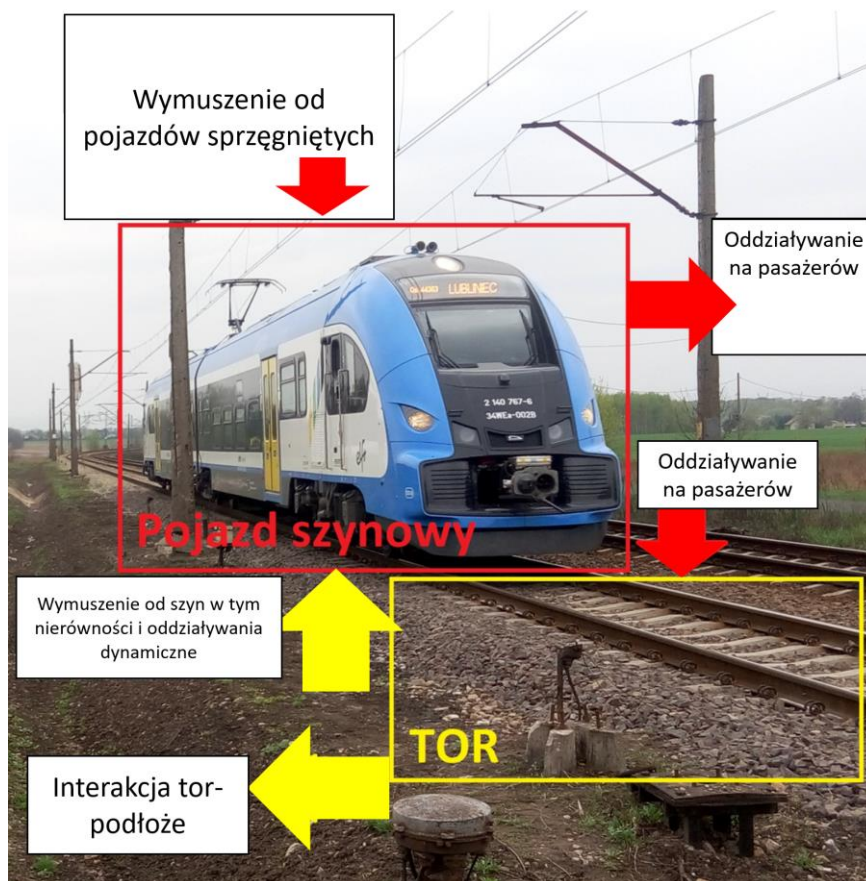 Wymuszenie od
pojazdów sprzęgniętych
Oddziaływanie
na pasażerów
LUBLINIEC
2 140 767-6
34WEa-002B
Oddziaływanie
na pasażerów
Pojazd szynowy
Wymuszenie od szyn w tym
nierówności i oddziaływania
dynamiczne
TOR
Interakcja tor-
podłoże